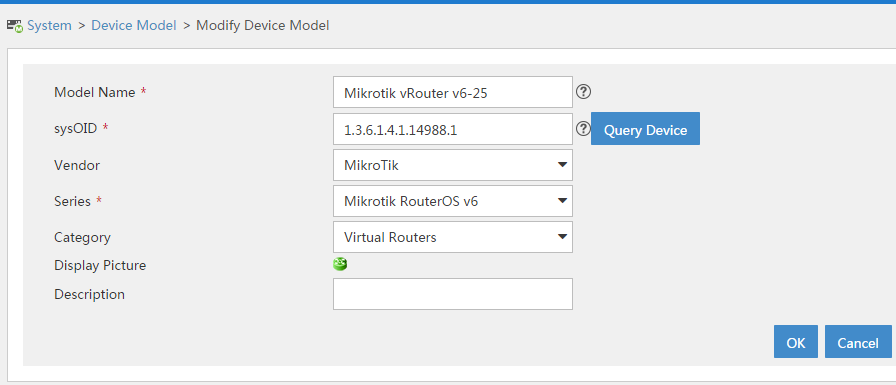 System > Device Model > Modify Device Model
Model Name * Mikrotik vRouter v6-25 ?
sysOID * 1.3.6.1.4.1.14988.1 ? Query Device
Vendor MikroTik
Series * Mikrotik RouterOS v6
Category Virtual Routers
Display Picture
Description
OK Cancel